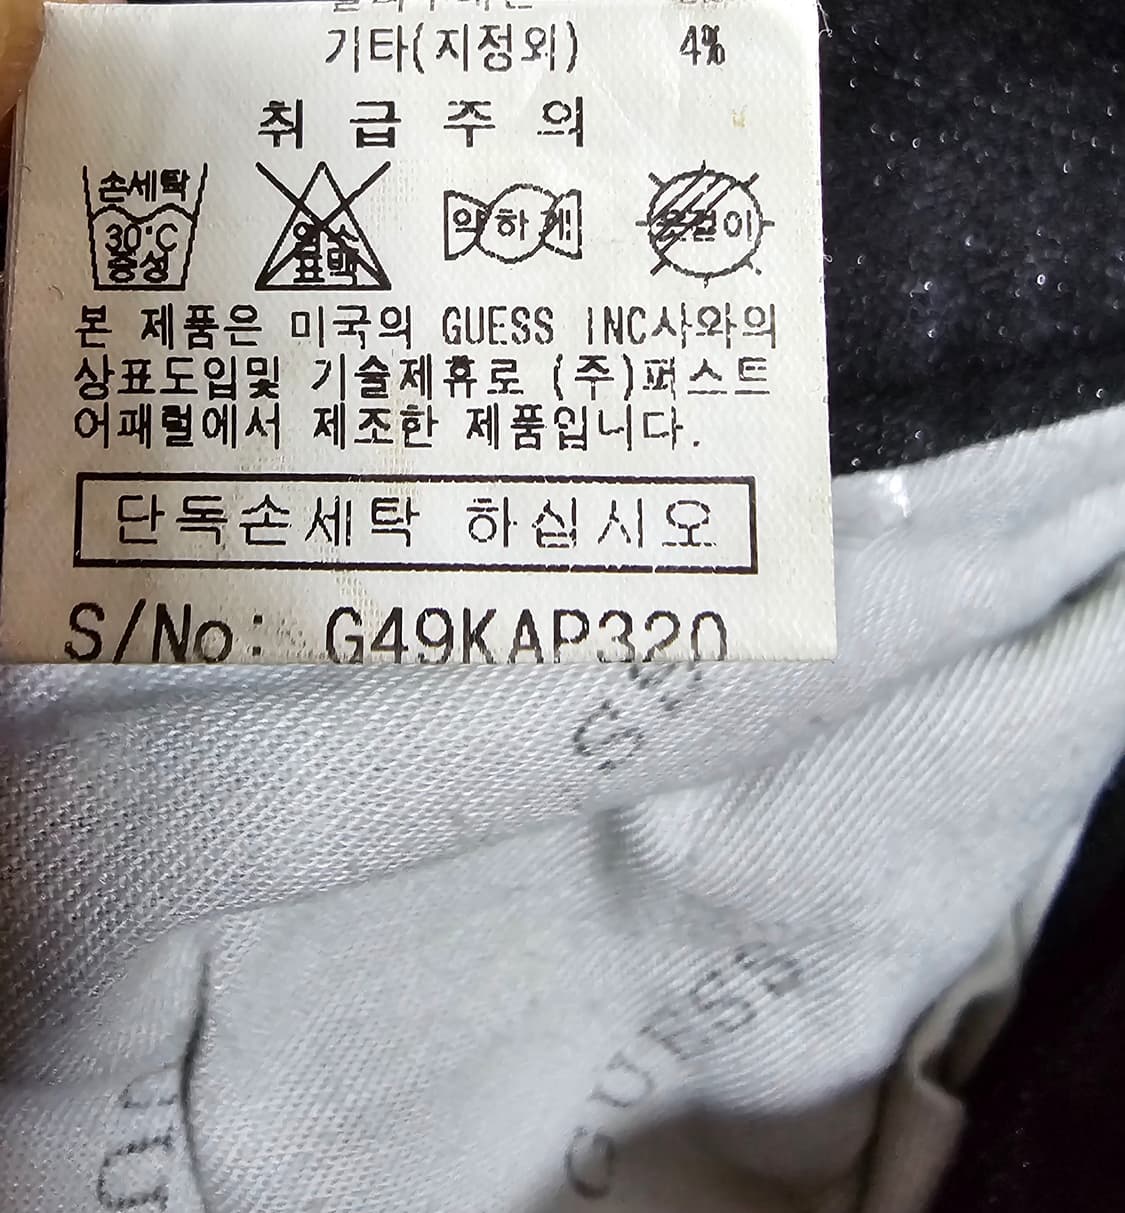 기타(지정외) 4%
취 급 주 의
손세탁
30°C
중성
염소
표백
약하게
옷걸이
본 제품은 미국의 GUESS INC사와의
상표도입및 기술제휴로 (주)퍼스트
어패럴에서 제조한 제품입니다.
단독손세탁 하십시오
S/No: G49KAP320
GUESS